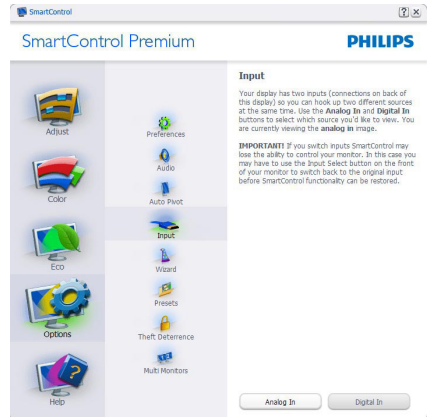 SmartControl
SmartControl Premium
PHILIPS
Adjust
Color
Eco
Options
Help
Preferences
Audio
Auto Pivot
Input
Wizard
Presets
Theft Deterrence
Multi Monitors
Input
Your display has two inputs (connections on back of
this display) so you can hook up two different sources
at the same time. Use the Analog In and Digital In
buttons to select which source you'd like to view. You
are currently viewing the analog in image.
IMPORTANT! If you switch inputs SmartControl may
lose the ability to control your monitor. In this case you
may have to use the Input Select button on the front
of your monitor to switch back to the original input
before SmartControl functionality can be restored.
Analog In
Digital In